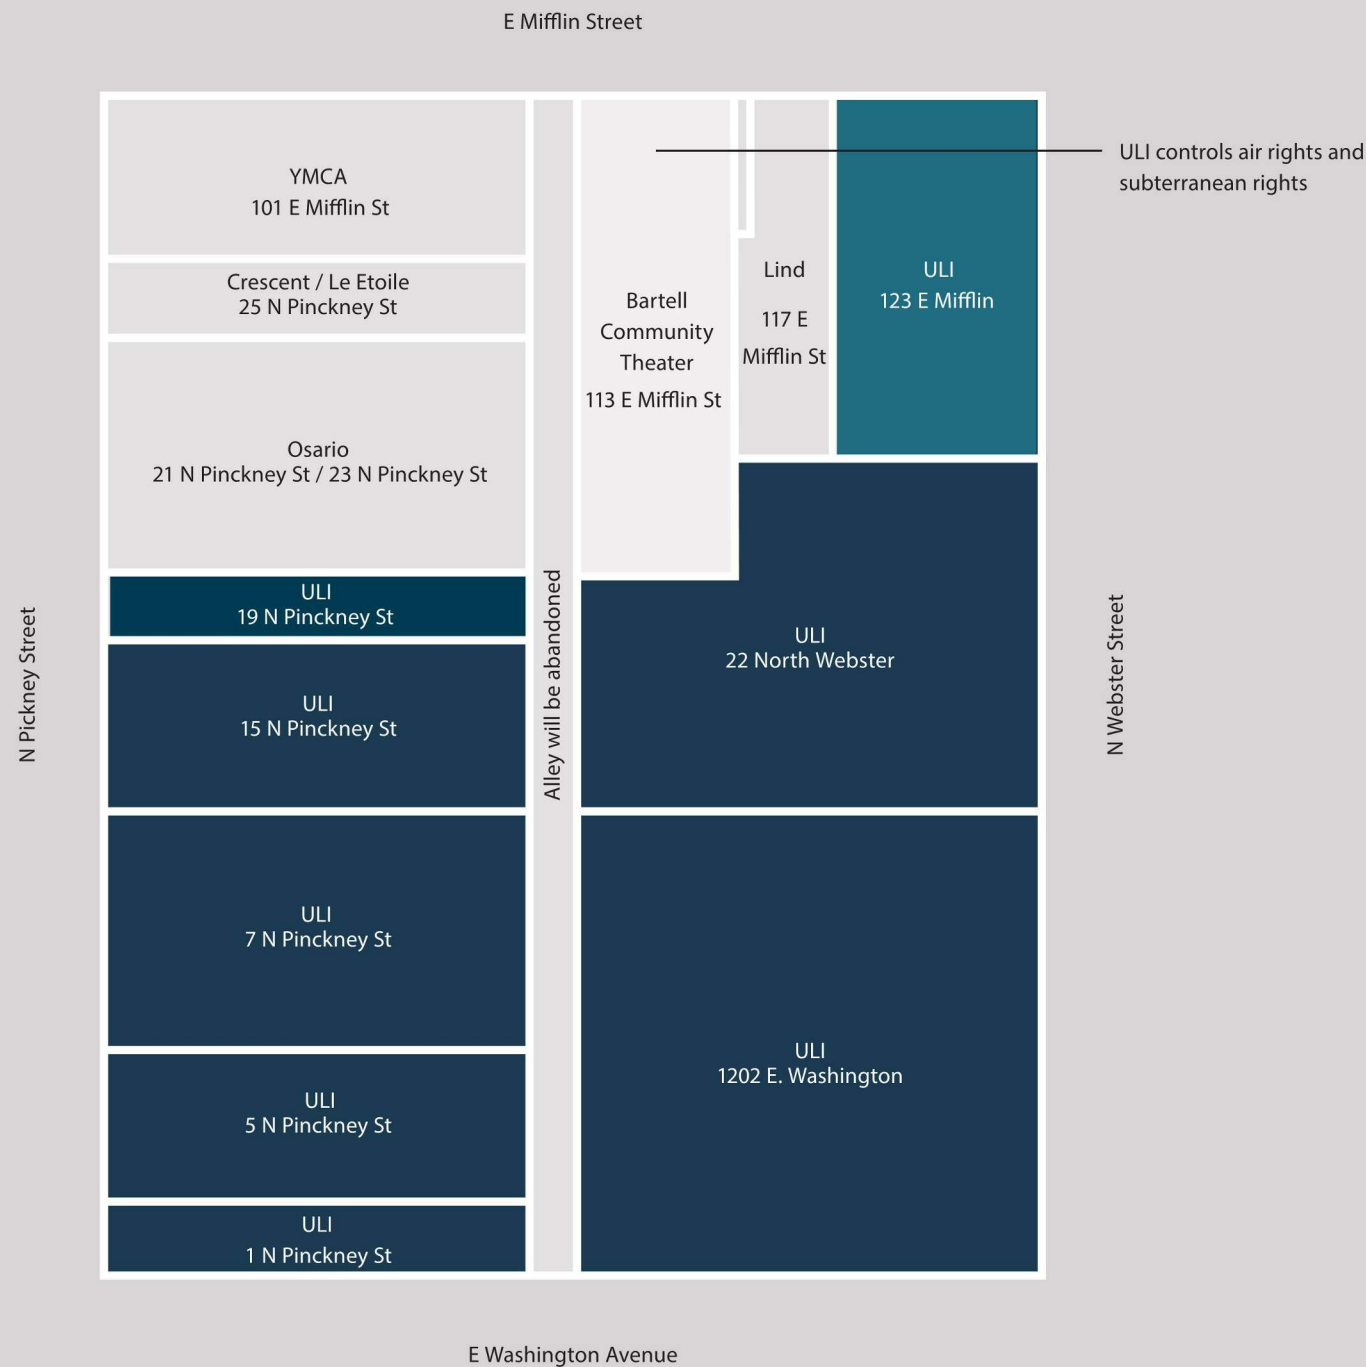 E Mifflin Street
YMCA
101 E Mifflin St
Crescent / Le Etoile
25 N Pinckney St
Osario
21 N Pinckney St / 23 N Pinckney St
ULI
19 N Pinckney St
ULI
15 N Pinckney St
ULI
7 N Pinckney St
ULI
5 N Pinckney St
ULI
1 N Pinckney St
Alley will be abandoned
Bartell
Community
Theater
113 E Mifflin St
Lind
117 E
Mifflin St
ULI
123 E Mifflin
ULI
22 North Webster
ULI
1202 E. Washington
ULI controls air rights and
subterranean rights
N Pickney Street
N Webster Street
E Washington Avenue